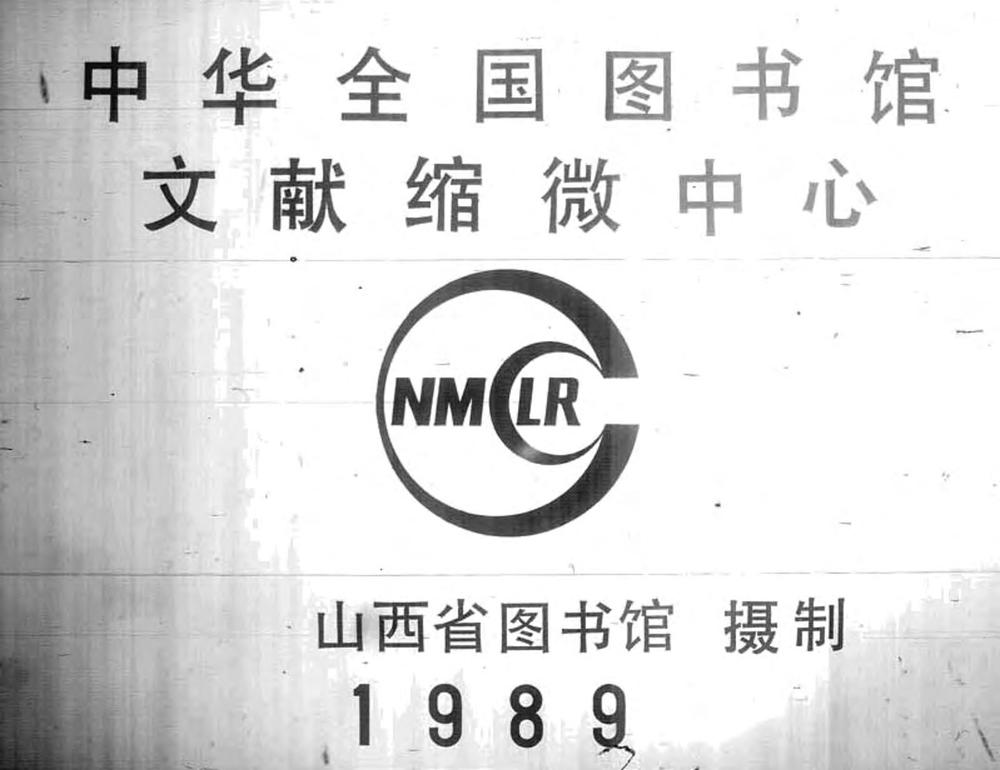 中华全国图书馆
文献缩微中心
NMCLR
山西省图书馆 摄制
1989